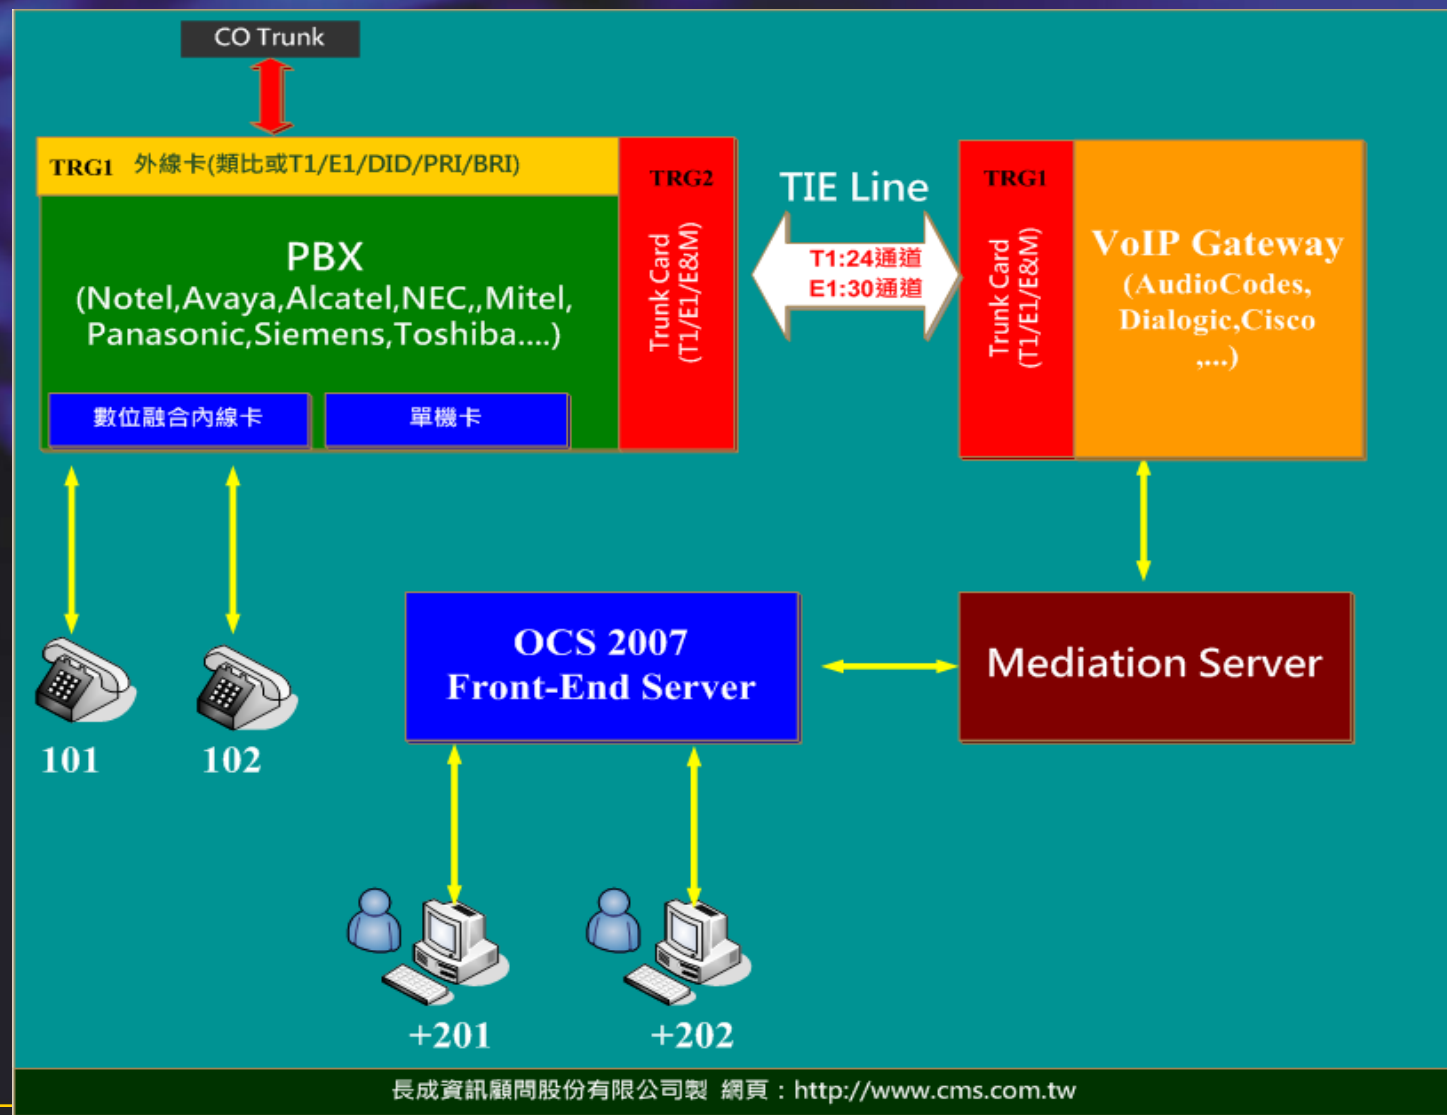 CO Trunk
TRG1 外線卡(類比或T1/E1/DID/PRI/BRI)
PBX
(Notel,Avaya,Alcatel,NEC,,Mitel,
Panasonic,Siemens,Toshiba....)
數位融合內線卡
單機卡
TRG2
Trunk Card
(T1/E1/E&M)
TIE Line
T1:24通道
E1:30通道
TRG1
Trunk Card
(T1/E1/E&M)
VoIP Gateway
(AudioCodes,
Dialogic,Cisco
,...)
101
102
OCS 2007
Front-End Server
Mediation Server
+201
+202
長成資訊顧問股份有限公司製 網頁：http://www.cms.com.tw